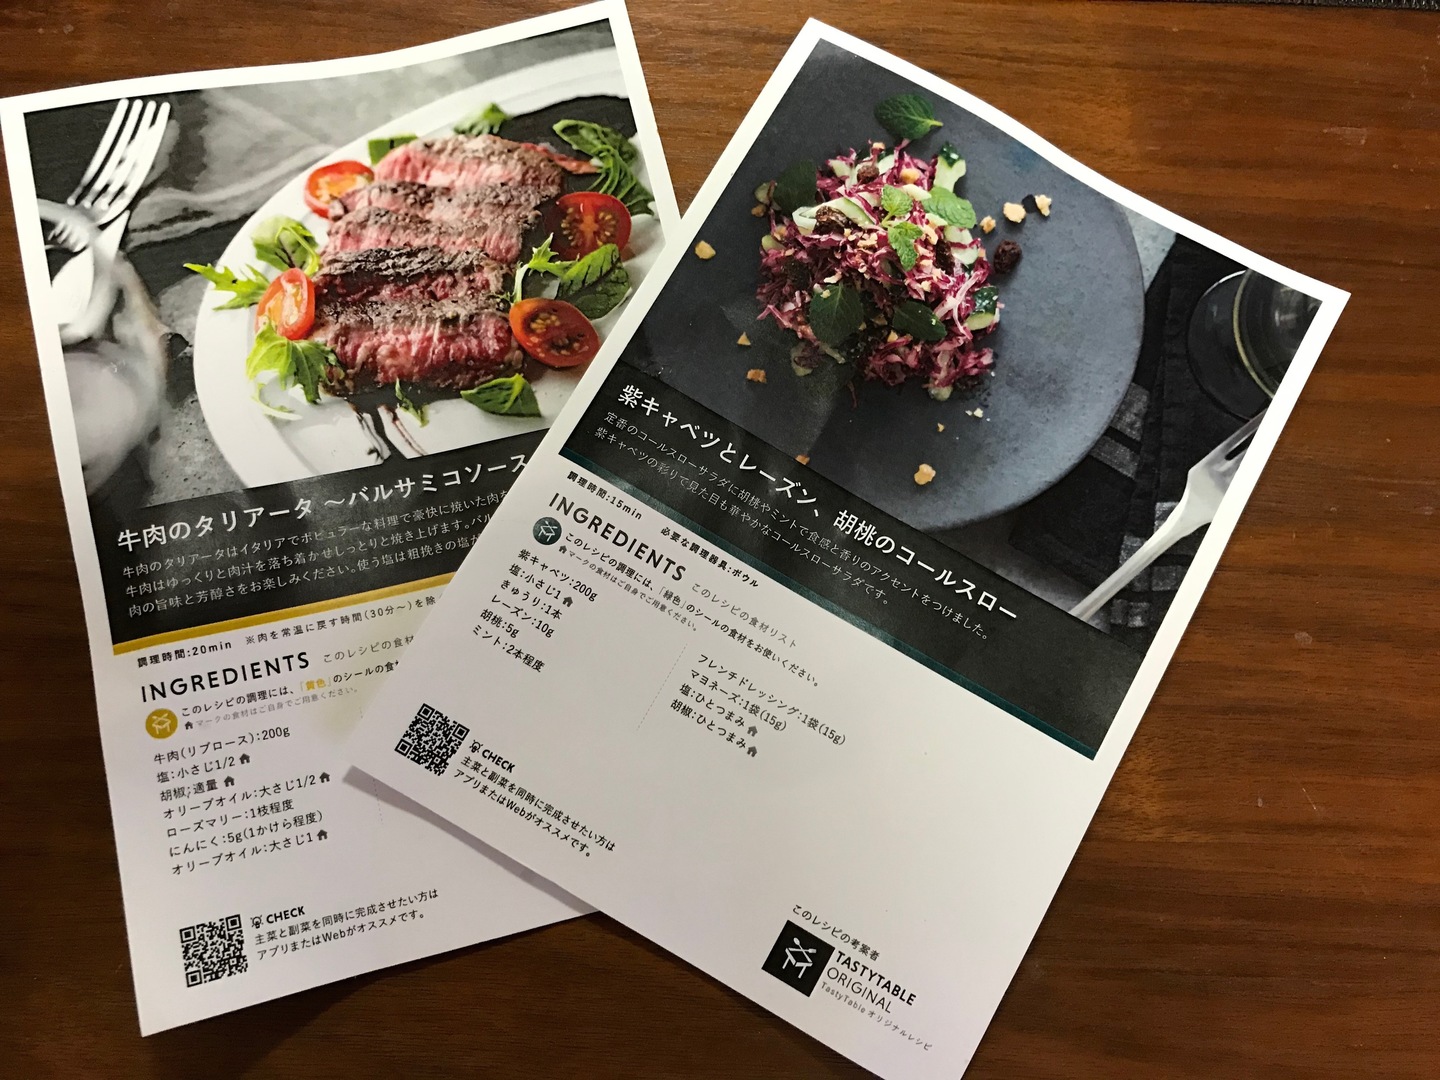 牛肉のタリアータ ～バルサミコソース
牛肉のタリアータはイタリアでポピュラーな料理で豪快に焼いた肉を
牛肉はゆっくりと肉汁を落ち着かせしっとりと焼き上げます。バル
肉の旨味と芳醇さをお楽しみください。使う塩は粗挽きの塩が
調理時間:20min ※肉を常温に戻す時間(30分～)を除
INGREDIENTS このレシピの食材
このレシピの調理には、「黄色」のシールの食材
マークの食材はご自身でご用意ください。
牛肉(リブロース):200g
塩:小さじ1/2
胡椒:適量
オリーブオイル:大さじ1/2
ローズマリー:1枝程度
にんにく:5g(1かけら程度)
オリーブオイル:大さじ1
CHECK
主菜と副菜を同時に完成させたい方は
アプリまたはWebがオススメです。
紫キャベツとレーズン、胡桃のコールスロー
定番のコールスローサラダに胡桃やミントで食感と香りのアクセントをつけました。
紫キャベツの彩りで見た目も華やかなコールスローサラダです。
調理時間:15min 必要な調理器具:ボウル
INGREDIENTS このレシピの食材リスト
このレシピの調理には、「緑色」のシールの食材をお使いください。
マークの食材はご自身でご用意ください。
紫キャベツ:200g
塩:小さじ1
きゅうり:1本
レーズン:10g
胡桃:5g
ミント:2本程度
フレンチドレッシング:1袋(15g)
マヨネーズ:1袋(15g)
塩:ひとつまみ
胡椒:ひとつまみ
CHECK
主菜と副菜を同時に完成させたい方は
アプリまたはWebがオススメです。
このレシピの考案者
TASTYTABLE
ORIGINAL
TastyTable オリジナルレシピ